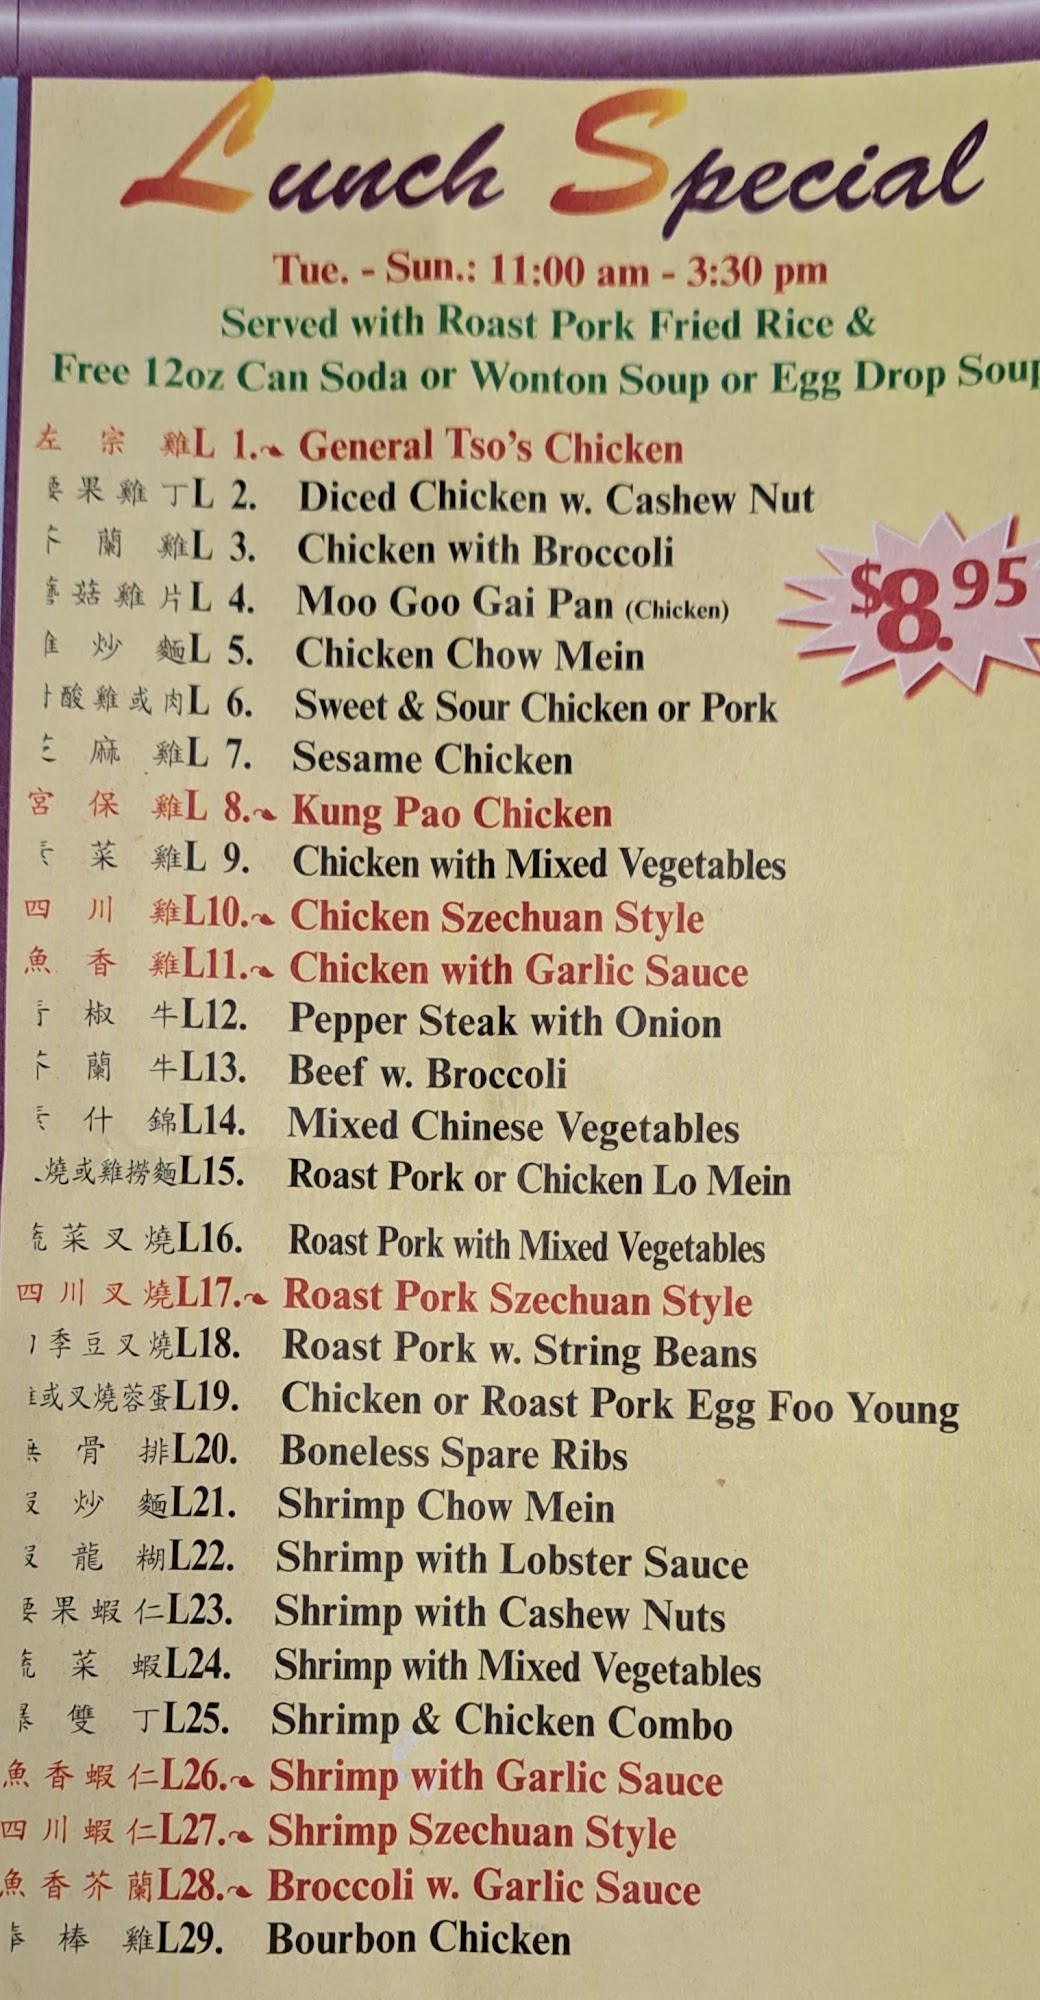 Lunch Special
Tue. - Sun.: 11:00 am - 3:30 pm
Served with Roast Pork Fried Rice &
Free 12oz Can Soda or Wonton Soup or Egg Drop Soup
左宗雞L 1. General Tso's Chicken
果雞丁L 2. Diced Chicken w. Cashew Nut
蘭雞L 3. Chicken with Broccoli
$8.95
菇雞片L 4. Moo Goo Gai Pan (Chicken)
炒麵L 5. Chicken Chow Mein
酸雞或肉L 6. Sweet & Sour Chicken or Pork
麻雞L 7. Sesame Chicken
宮保雞L 8. Kung Pao Chicken
菜雞L 9. Chicken with Mixed Vegetables
四川雞L10. Chicken Szechuan Style
魚香雞L11. Chicken with Garlic Sauce
椒牛L12. Pepper Steak with Onion
蘭牛L13. Beef w. Broccoli
什錦L14. Mixed Chinese Vegetables
燒或雞撈麵L15. Roast Pork or Chicken Lo Mein
菜叉燒L16. Roast Pork with Mixed Vegetables
四川叉燒L17. Roast Pork Szechuan Style
季豆叉燒L18. Roast Pork w. String Beans
或叉燒蓉蛋L19. Chicken or Roast Pork Egg Foo Young
骨排L20. Boneless Spare Ribs
炒麵L21. Shrimp Chow Mein
龍糊L22. Shrimp with Lobster Sauce
果蝦仁L23. Shrimp with Cashew Nuts
菜蝦L24. Shrimp with Mixed Vegetables
雙丁L25. Shrimp & Chicken Combo
魚香蝦仁L26. Shrimp with Garlic Sauce
四川蝦仁L27. Shrimp Szechuan Style
魚香芥蘭L28. Broccoli w. Garlic Sauce
棒雞L29. Bourbon Chicken